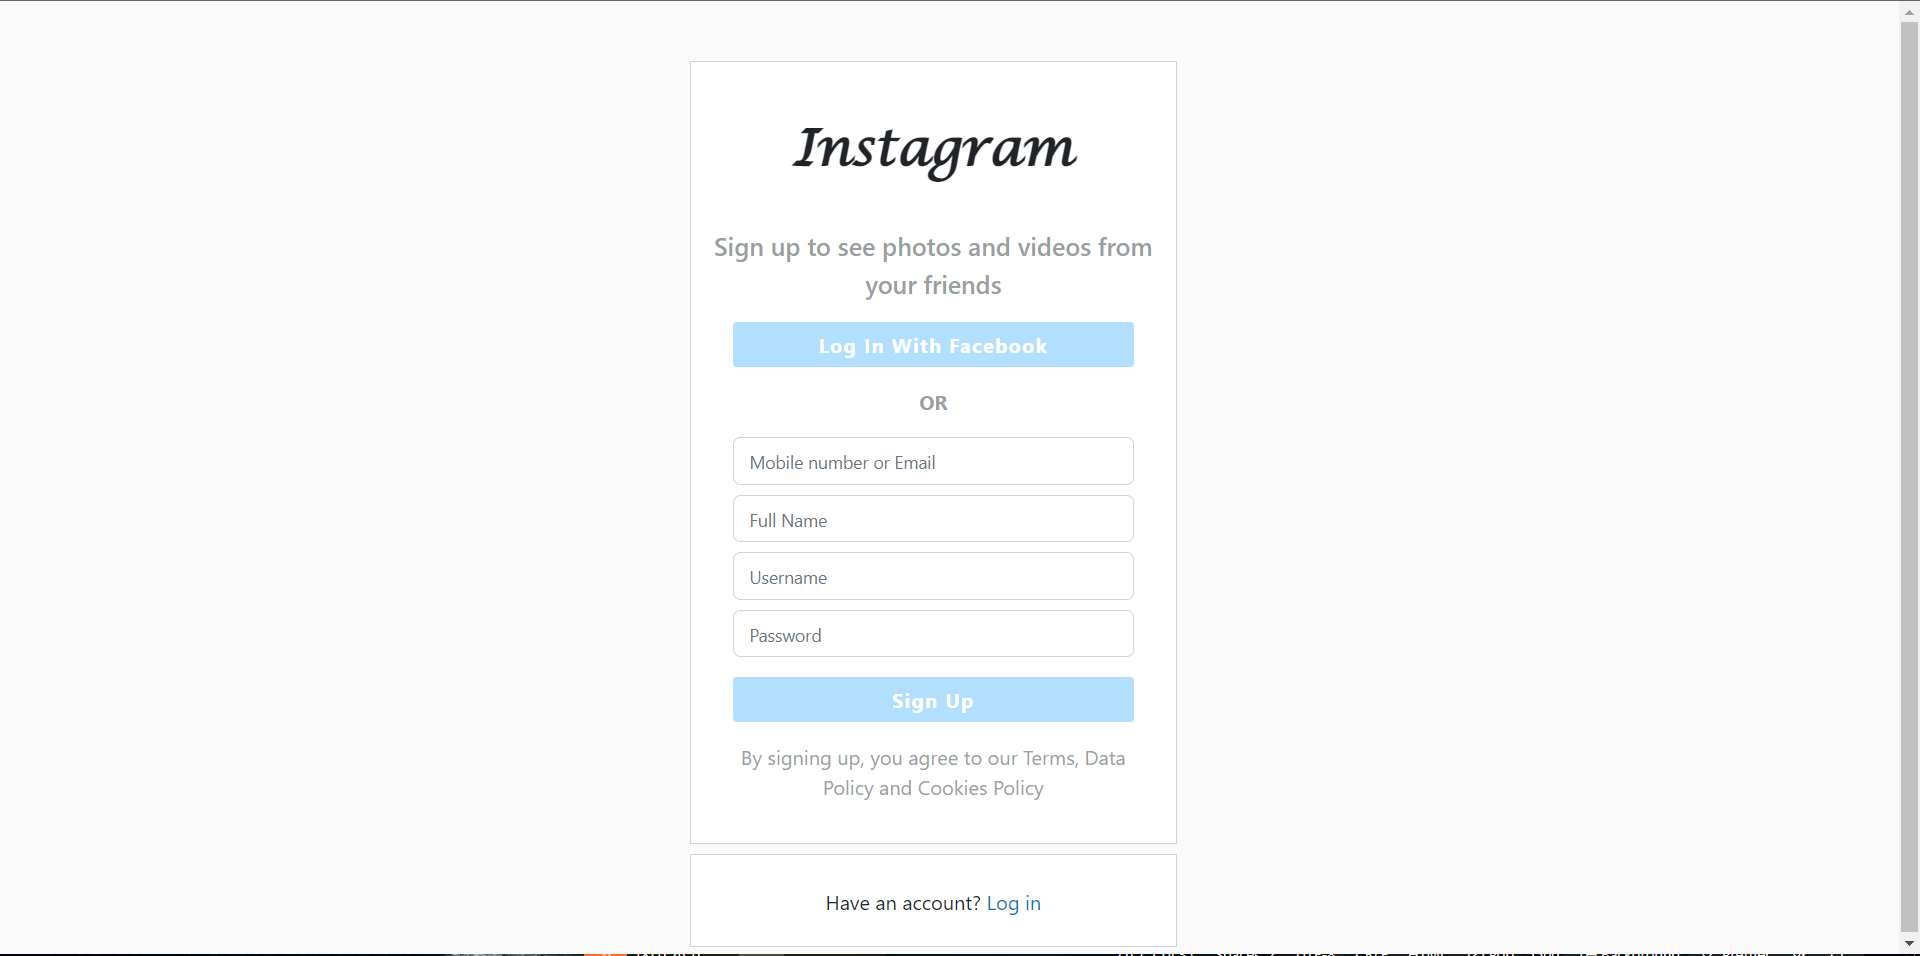 Instagram
Sign up to see photos and videos from
your friends
Log In With Facebook
OR
Mobile number or Email
Full Name
Username
Password
Sign Up
By signing up, you agree to our Terms, Data
Policy and Cookies Policy
Have an account? Log in